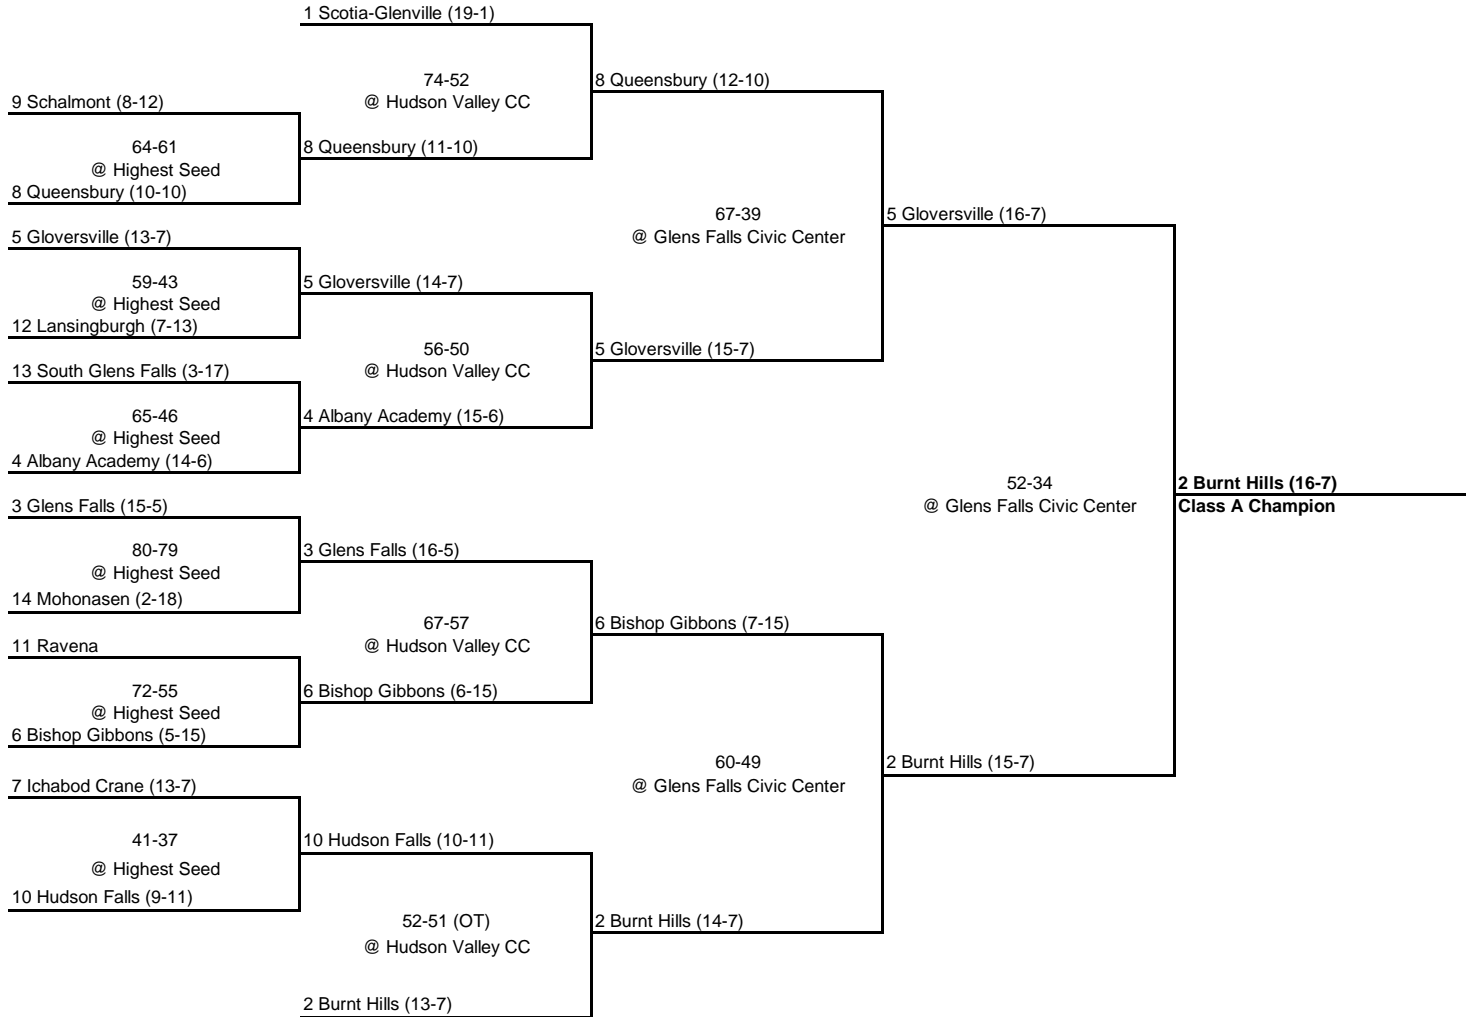 1 Scotia-Glenville (19-1)
74-52
@ Hudson Valley CC
8 Queensbury (12-10)
9 Schalmont (8-12)
64-61
@ Highest Seed
8 Queensbury (11-10)
8 Queensbury (10-10)
67-39
@ Glens Falls Civic Center
5 Gloversville (16-7)
5 Gloversville (13-7)
59-43
@ Highest Seed
5 Gloversville (14-7)
12 Lansingburgh (7-13)
56-50
@ Hudson Valley CC
5 Gloversville (15-7)
13 South Glens Falls (3-17)
65-46
@ Highest Seed
4 Albany Academy (15-6)
4 Albany Academy (14-6)
52-34
@ Glens Falls Civic Center
2 Burnt Hills (16-7)
Class A Champion
3 Glens Falls (15-5)
80-79
@ Highest Seed
3 Glens Falls (16-5)
14 Mohonasen (2-18)
67-57
@ Hudson Valley CC
6 Bishop Gibbons (7-15)
11 Ravena
72-55
@ Highest Seed
6 Bishop Gibbons (6-15)
6 Bishop Gibbons (5-15)
60-49
@ Glens Falls Civic Center
2 Burnt Hills (15-7)
7 Ichabod Crane (13-7)
41-37
@ Highest Seed
10 Hudson Falls (10-11)
10 Hudson Falls (9-11)
52-51 (OT)
@ Hudson Valley CC
2 Burnt Hills (14-7)
2 Burnt Hills (13-7)